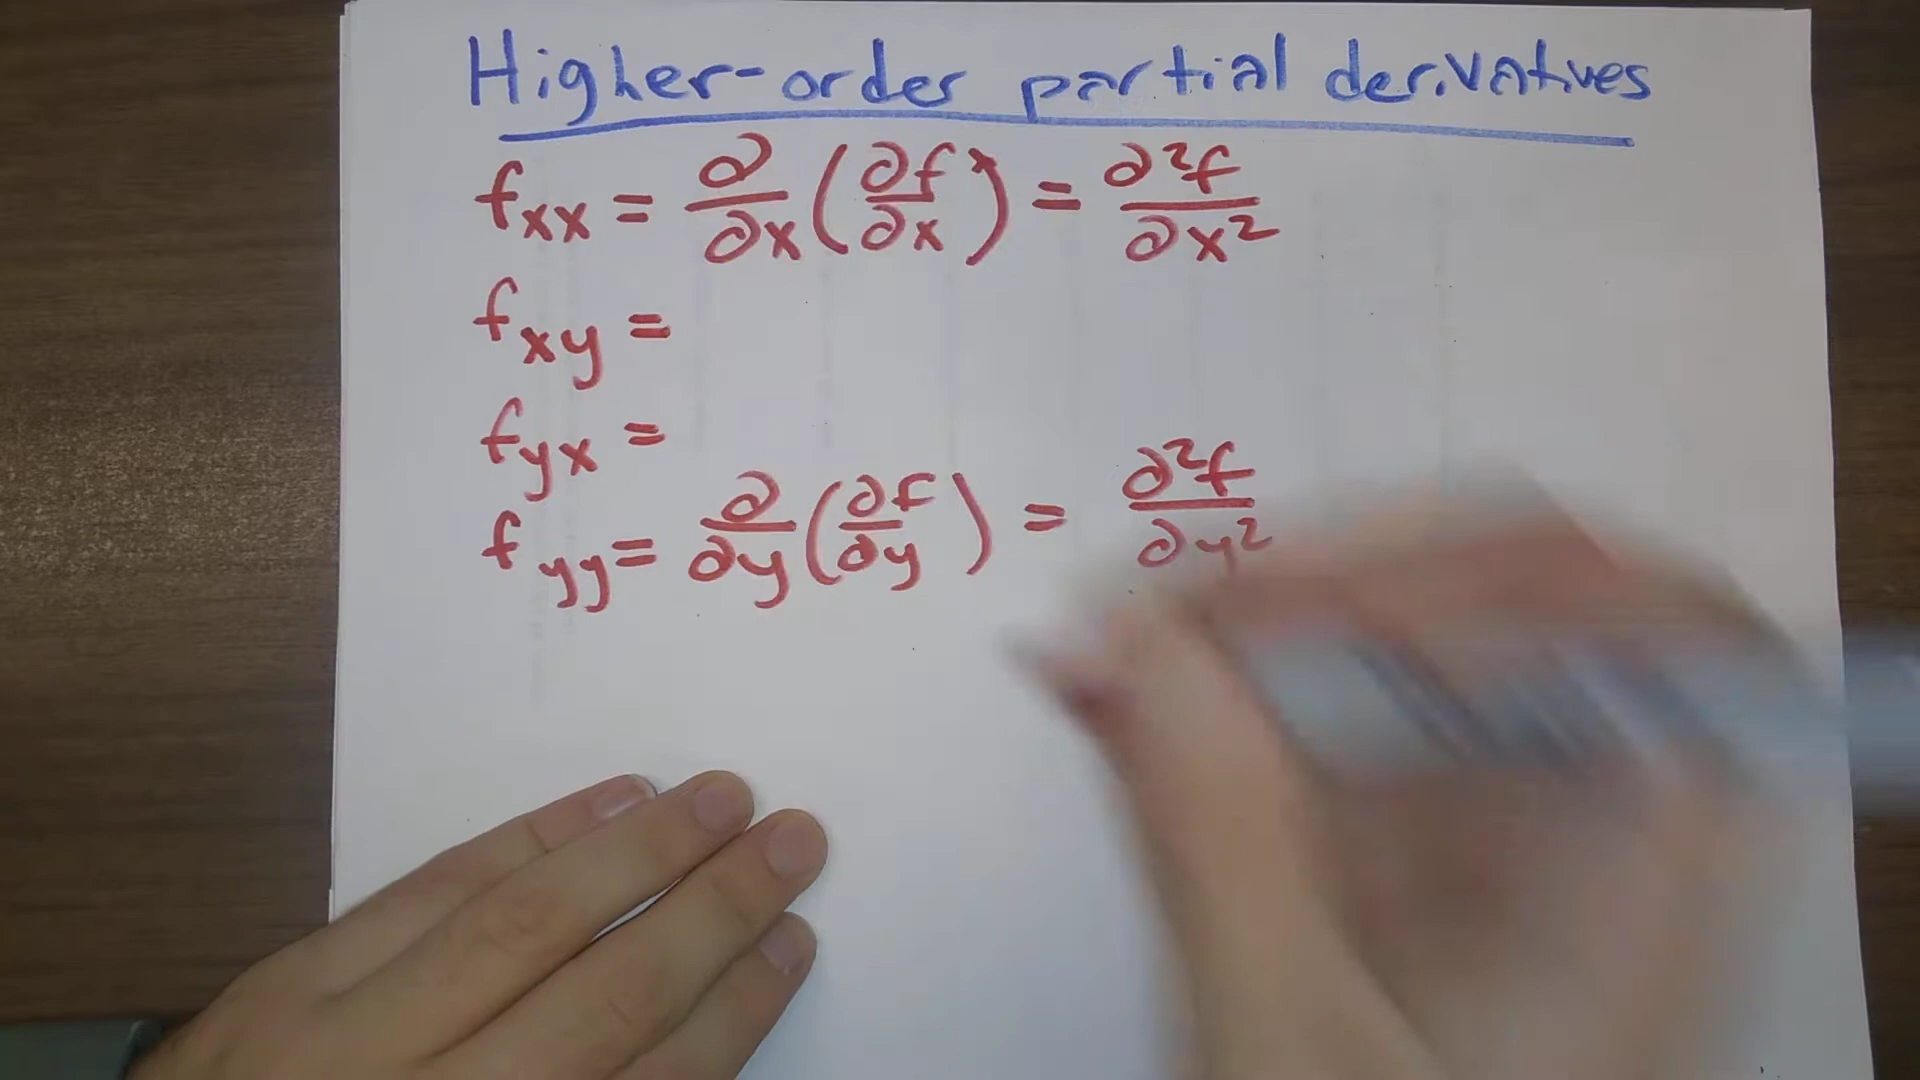 Higher-order partial derivatives
fxx = ∂/∂x (∂f/∂x) = ∂²f/∂x²
fxy =
fyx =
fyy = ∂/∂y (∂f/∂y) = ∂²f/∂y²